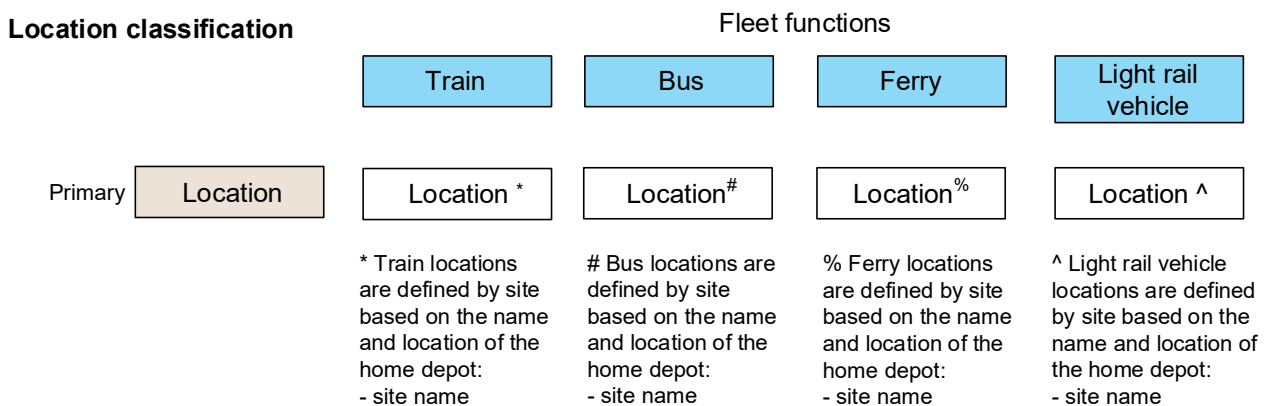 Location classification
Fleet functions
Train
Bus
Ferry
Light rail
vehicle
Primary
Location
Location *
Location#
Location%
Location ^
* Train locations
are defined by site
based on the name
and location of the
home depot:
- site name
# Bus locations are
defined by site
based on the name
and location of the
home depot:
- site name
% Ferry locations
are defined by site
based on the name
and location of the
home depot:
- site name
^ Light rail vehicle
locations are defined
by site based on the
name and location of
the home depot:
- site name